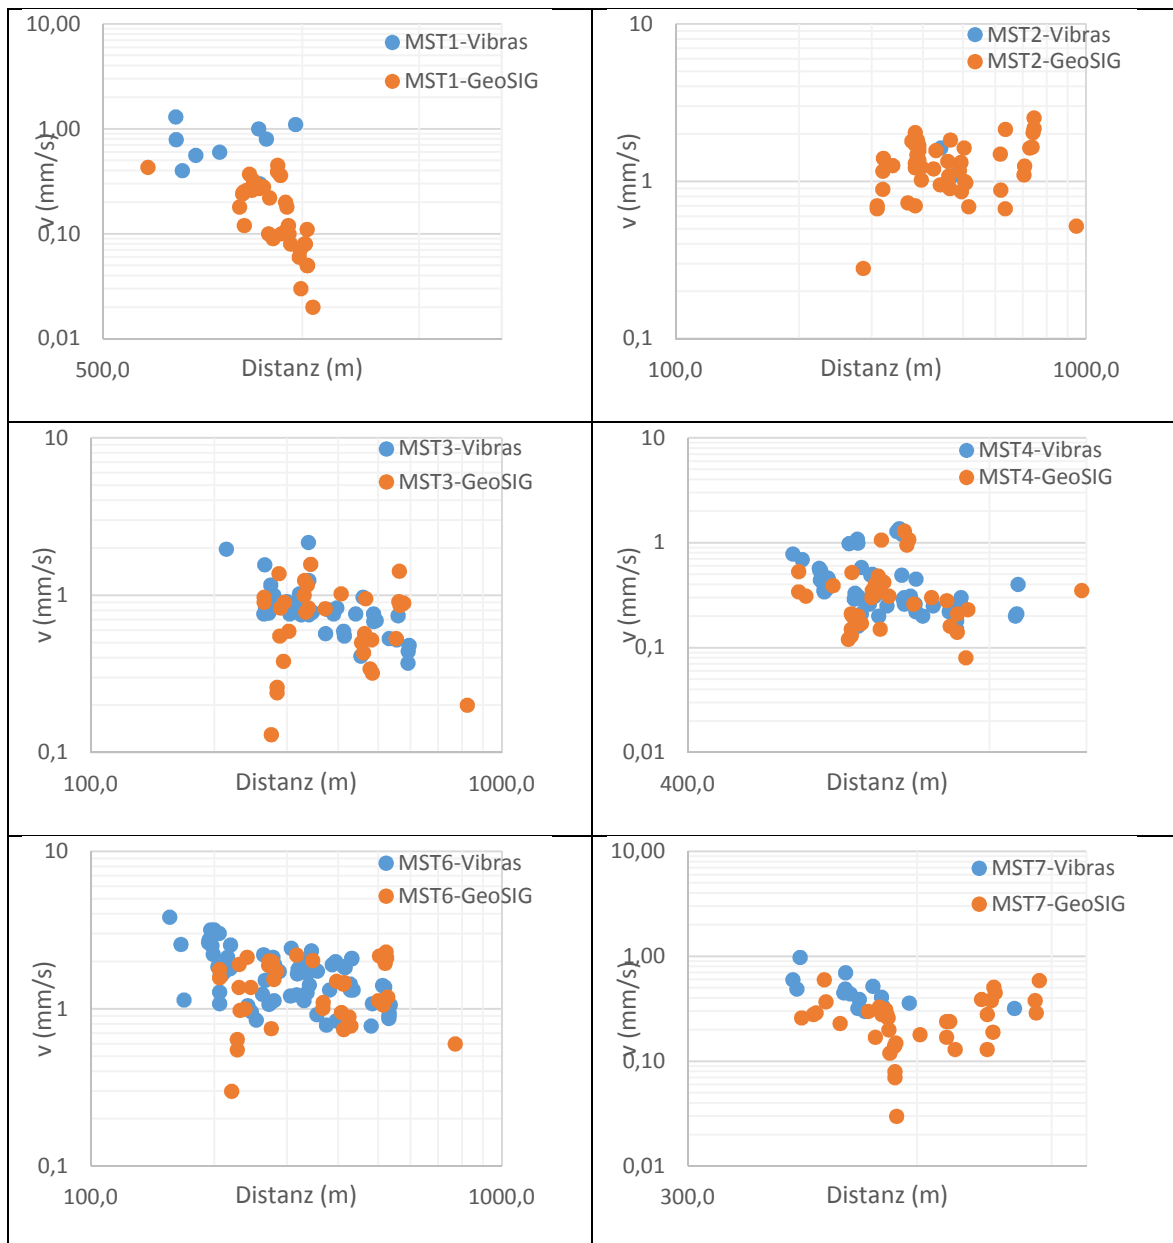 10,00
1,00
0,10
0,01
v (mm/s)
500,0
Distanz (m)
MST1-Vibras
MST1-GeoSIG
10
1
0,1
v (mm/s)
100,0
Distanz (m)
1000,0
MST2-Vibras
MST2-GeoSIG
10
1
0,1
v (mm/s)
100,0
Distanz (m)
1000,0
MST3-Vibras
MST3-GeoSIG
10
1
0,1
0,01
v (mm/s)
400,0
Distanz (m)
MST4-Vibras
MST4-GeoSIG
10
1
0,1
v (mm/s)
100,0
Distanz (m)
1000,0
MST6-Vibras
MST6-GeoSIG
10,00
1,00
0,10
0,01
v (mm/s)
300,0
Distanz (m)
MST7-Vibras
MST7-GeoSIG